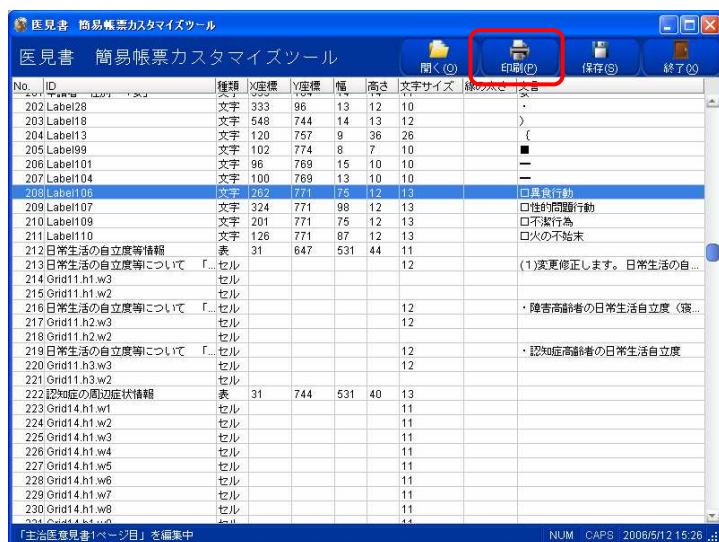 医見書 簡易帳票カスタマイズツール
医見書 簡易帳票カスタマイズツール
開く(O) 印刷(P) 保存(S) 終了(X)
No. ID 種類 X座標 Y座標 幅 高さ 文字サイズ 線の太さ 文言
202 Label28 文字 333 96 13 12 10 ・
203 Label18 文字 548 744 14 13 12 )
204 Label13 文字 120 757 9 36 26 {
205 Label99 文字 102 774 8 7 10 ■
206 Label101 文字 96 769 15 10 10 ー
207 Label104 文字 100 769 13 10 10 ー
208 Label106 文字 262 771 75 12 13 □異食行動
209 Label107 文字 324 771 98 12 13 □性的問題行動
210 Label109 文字 201 771 75 12 13 □不潔行為
211 Label110 文字 126 771 87 12 13 □火の不始末
212 日常生活の自立度等情報 表 31 647 531 44 11
213 日常生活の自立度等について 「... セル 12 (1)変更修正します。 日常生活の自...
214 Grid11.h1.w3 セル
215 Grid11.h1.w2 セル
216 日常生活の自立度等について 「... セル 12 ・障害高齢者の日常生活自立度（寝...
217 Grid11.h2.w3 セル 12
218 Grid11.h2.w2 セル
219 日常生活の自立度等について 「... セル 12 ・認知症高齢者の日常生活自立度
220 Grid11.h3.w3 セル 12
221 Grid11.h3.w2 セル
222 認知症の周辺症状情報 表 31 744 531 40 13
223 Grid14.h1.w1 セル 11
224 Grid14.h1.w2 セル 11
225 Grid14.h1.w3 セル 11
226 Grid14.h1.w4 セル 11
227 Grid14.h1.w5 セル 11
228 Grid14.h1.w6 セル 11
229 Grid14.h1.w7 セル 11
230 Grid14.h1.w8 セル 11
「主治医意見書1ページ目」を編集中 NUM CAPS 2006/5/12 15:26